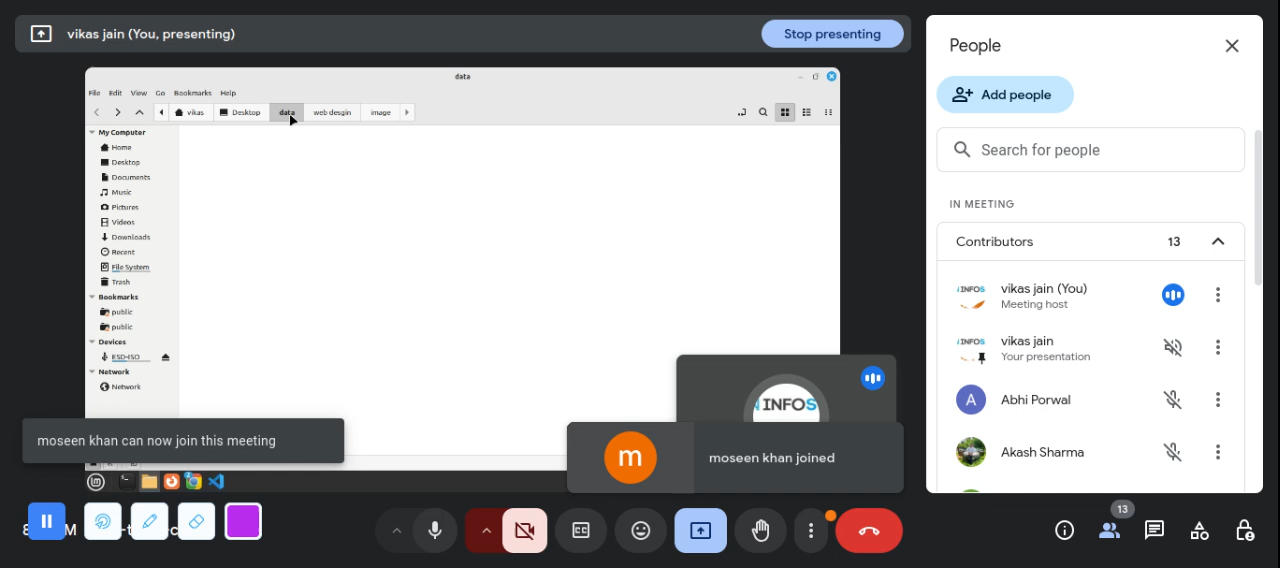 vikas jain (You, presenting)
Stop presenting
data
File Edit View Go Bookmarks Help
vikas Desktop data web desgin image
My Computer
Home
Desktop
Documents
Music
Pictures
Videos
Downloads
Recent
File System
Trash
Bookmarks
public
public
Devices
ESD-ISO
Network
Network
INFOS
moseen khan can now join this meeting
m
moseen khan joined
People
Add people
Search for people
IN MEETING
Contributors 13
INFOS
vikas jain (You)
Meeting host
INFOS
vikas jain
Your presentation
A
Abhi Porwal
Akash Sharma
13